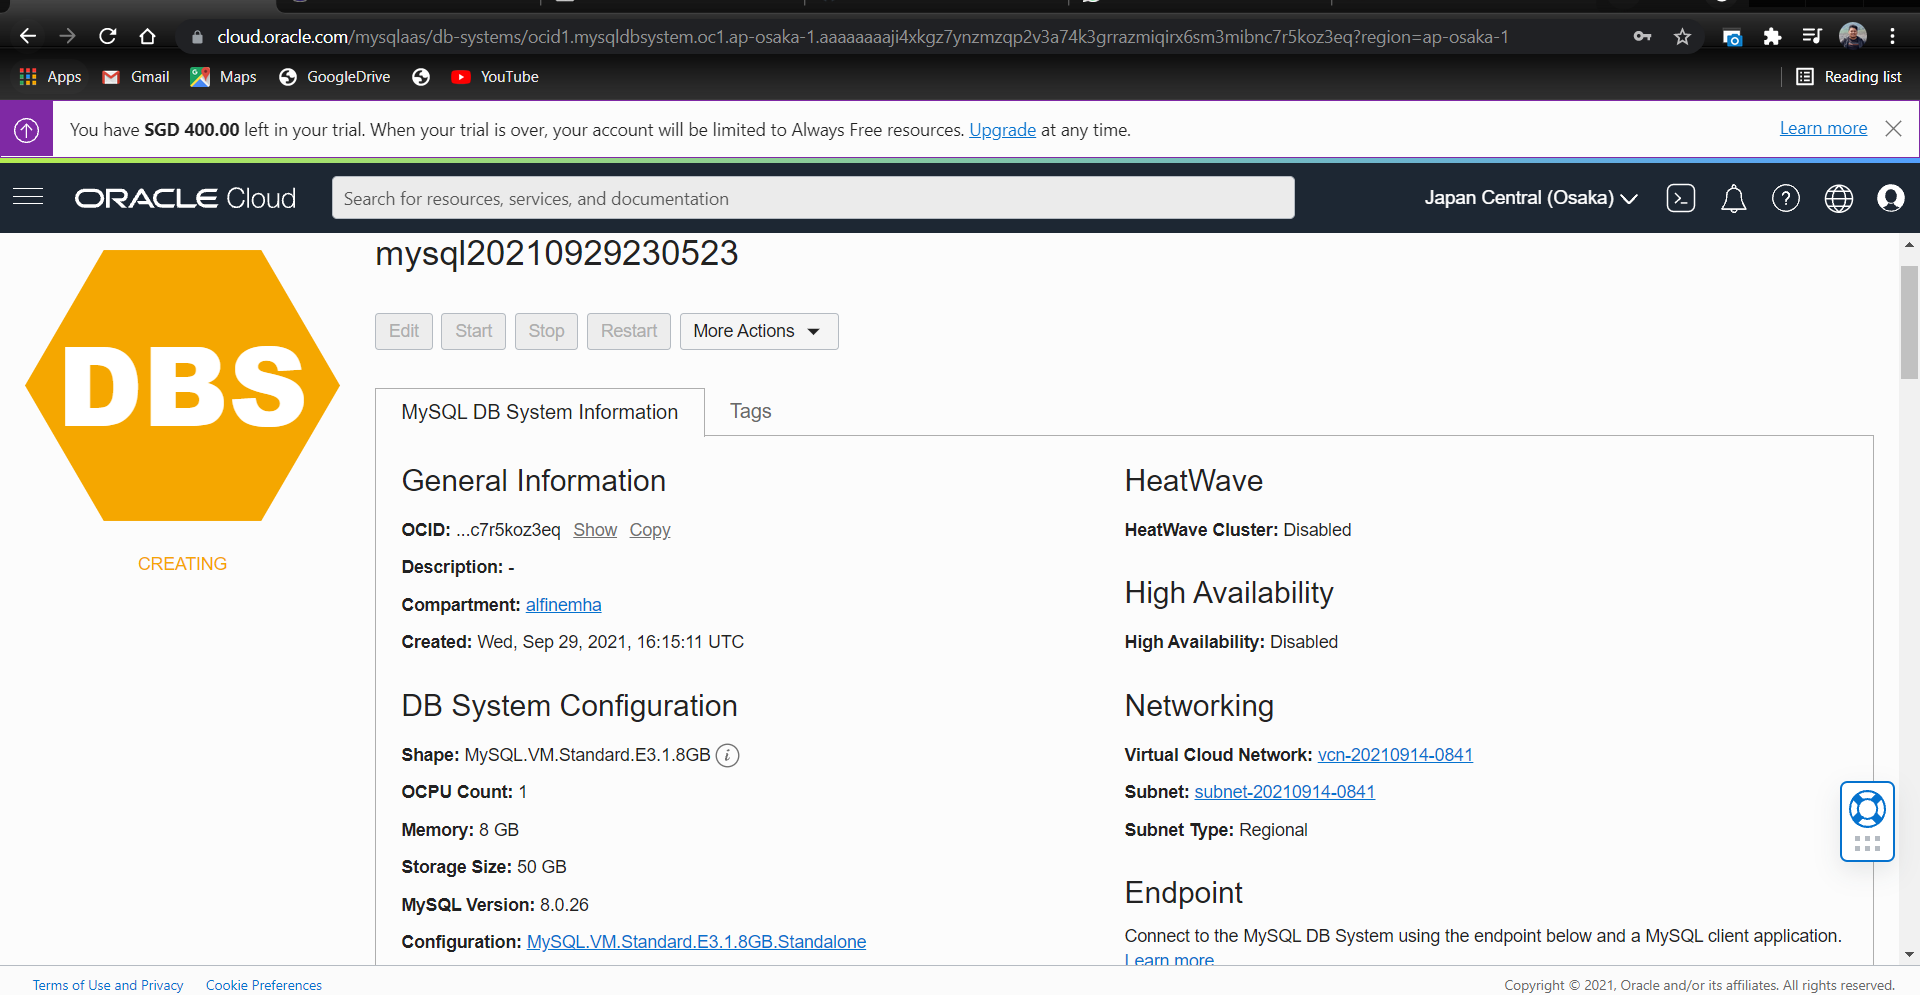 cloud.oracle.com/mysqlaas/db-systems/ocid1.mysqldbsystem.oc1.ap-osaka-1.aaaaaaaaji4xkgz7ynzmzqp2v3a74k3grrazmiqirx6sm3mibnc7r5koz3eq?region=ap-osaka-1
Apps Gmail Maps GoogleDrive YouTube Reading list
You have SGD 400.00 left in your trial. When your trial is over, your account will be limited to Always Free resources. Upgrade at any time. Learn more
ORACLE Cloud Search for resources, services, and documentation Japan Central (Osaka)
mysql20210929230523
DBS
CREATING
Edit Start Stop Restart More Actions
MySQL DB System Information Tags
General Information
OCID: ...c7r5koz3eq Show Copy
Description: -
Compartment: alfinemha
Created: Wed, Sep 29, 2021, 16:15:11 UTC
DB System Configuration
Shape: MySQL.VM.Standard.E3.1.8GB
OCPU Count: 1
Memory: 8 GB
Storage Size: 50 GB
MySQL Version: 8.0.26
Configuration: MySQL.VM.Standard.E3.1.8GB.Standalone
HeatWave
HeatWave Cluster: Disabled
High Availability
High Availability: Disabled
Networking
Virtual Cloud Network: vcn-20210914-0841
Subnet: subnet-20210914-0841
Subnet Type: Regional
Endpoint
Connect to the MySQL DB System using the endpoint below and a MySQL client application.
Learn more
Terms of Use and Privacy Cookie Preferences Copyright © 2021, Oracle and/or its affiliates. All rights reserved.